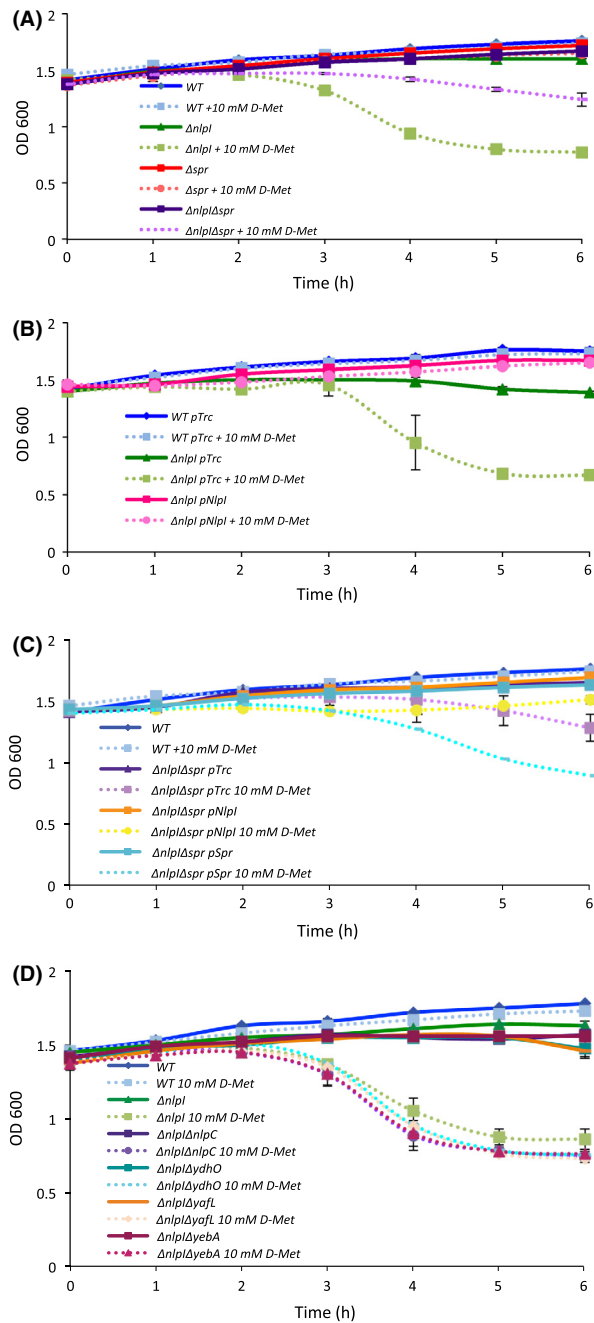 (A)
2
1.5
1
0.5
0
OD 600
WT
WT +10 mM D-Met
ΔnlpI
ΔnlpI + 10 mM D-Met
Δspr
Δspr + 10 mM D-Met
ΔnlpIΔspr
ΔnlpIΔspr + 10 mM D-Met
0 1 2 3 4 5 6
Time (h)
(B)
2
1.5
1
0.5
0
OD 600
WT pTrc
WT pTrc + 10 mM D-Met
ΔnlpI pTrc
ΔnlpI pTrc + 10 mM D-Met
ΔnlpI pNlpI
ΔnlpI pNlpI + 10 mM D-Met
0 1 2 3 4 5 6
Time (h)
(C)
2
1.5
1
0.5
0
OD 600
WT
WT +10 mM D-Met
ΔnlpIΔspr pTrc
ΔnlpIΔspr pTrc 10 mM D-Met
ΔnlpIΔspr pNlpI
ΔnlpIΔspr pNlpI 10 mM D-Met
ΔnlpIΔspr pSpr
ΔnlpIΔspr pSpr 10 mM D-Met
0 1 2 3 4 5 6
Time (h)
(D)
2
1.5
1
0.5
0
OD 600
WT
WT 10 mM D-Met
ΔnlpI
ΔnlpI 10 mM D-Met
ΔnlpIΔnlpC
ΔnlpIΔnlpC 10 mM D-Met
ΔnlpIΔydhO
ΔnlpIΔydhO 10 mM D-Met
ΔnlpIΔyafL
ΔnlpIΔyafL 10 mM D-Met
ΔnlpIΔyebA
ΔnlpIΔyebA 10 mM D-Met
0 1 2 3 4 5 6
Time (h)